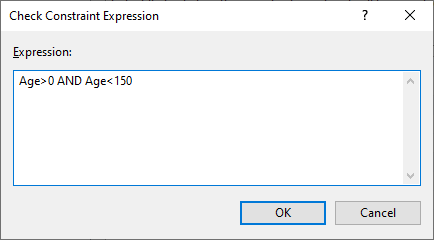 Check Constraint Expression
?
Expression:
Age>0 AND Age<150
OK
Cancel